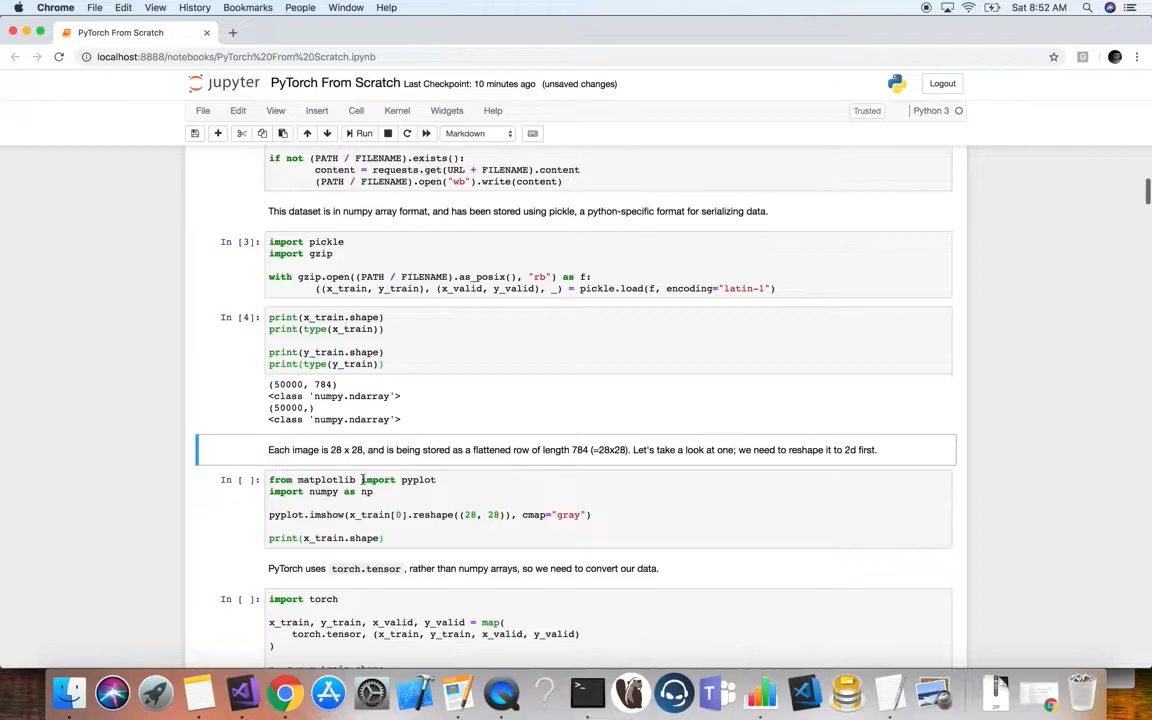 Chrome File Edit View History Bookmarks People Window Help Sat 8:52 AM
PyTorch From Scratch
localhost:8888/notebooks/PyTorch%20From%20Scratch.ipynb
jupyter PyTorch From Scratch Last Checkpoint: 10 minutes ago (unsaved changes) Logout
File Edit View Insert Cell Kernel Widgets Help Trusted Python 3
Run Markdown
if not (PATH / FILENAME).exists():
content = requests.get(URL + FILENAME).content
(PATH / FILENAME).open("wb").write(content)
This dataset is in numpy array format, and has been stored using pickle, a python-specific format for serializing data.
In [3]: import pickle
import gzip
with gzip.open((PATH / FILENAME).as_posix(), "rb") as f:
((x_train, y_train), (x_valid, y_valid), _) = pickle.load(f, encoding="latin-1")
In [4]: print(x_train.shape)
print(type(x_train))
print(y_train.shape)
print(type(y_train))
(50000, 784)
<class 'numpy.ndarray'>
(50000,)
<class 'numpy.ndarray'>
Each image is 28 x 28, and is being stored as a flattened row of length 784 (=28x28). Let's take a look at one; we need to reshape it to 2d first.
In [ ]: from matplotlib import pyplot
import numpy as np
pyplot.imshow(x_train[0].reshape((28, 28)), cmap="gray")
print(x_train.shape)
PyTorch uses torch.tensor , rather than numpy arrays, so we need to convert our data.
In [ ]: import torch
x_train, y_train, x_valid, y_valid = map(
torch.tensor, (x_train, y_train, x_valid, y_valid)
)